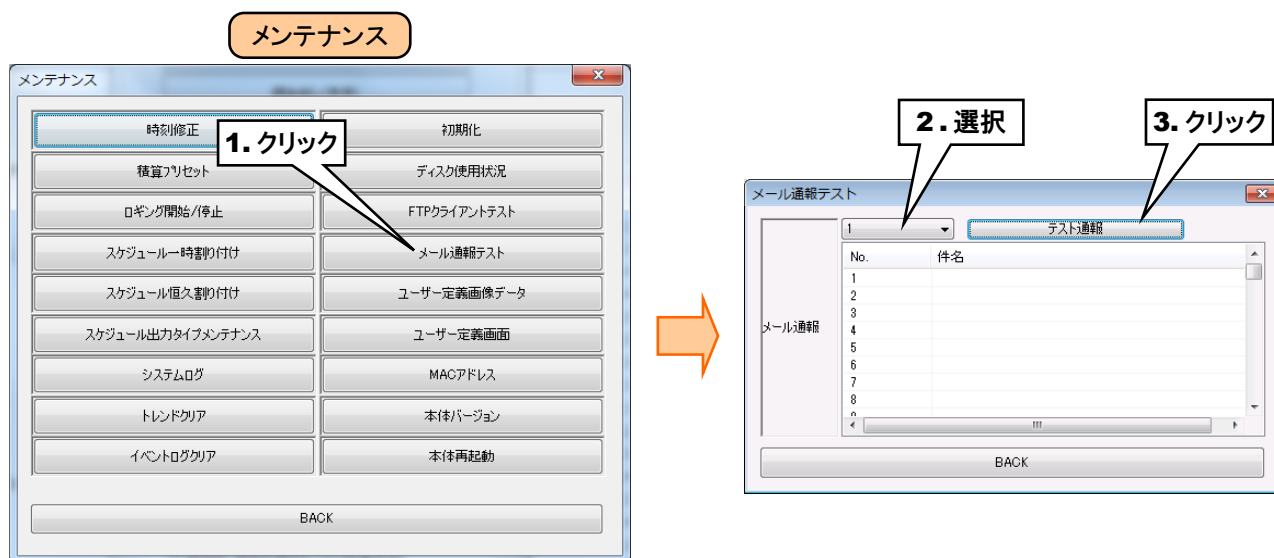 メンテナンス
メンテナンス
時刻修正
初期化
1. クリック
積算プリセット
ディスク使用状況
ロギング開始/停止
FTPクライアントテスト
スケジュール一時割り付け
メール通報テスト
スケジュール恒久割り付け
ユーザー定義画像データ
スケジュール出力タイプメンテナンス
ユーザー定義画面
システムログ
MACアドレス
トレンドクリア
本体バージョン
イベントログクリア
本体再起動
BACK
2. 選択
3. クリック
メール通報テスト
1
テスト通報
メール通報
No.
件名
1
2
3
4
5
6
7
8
BACK